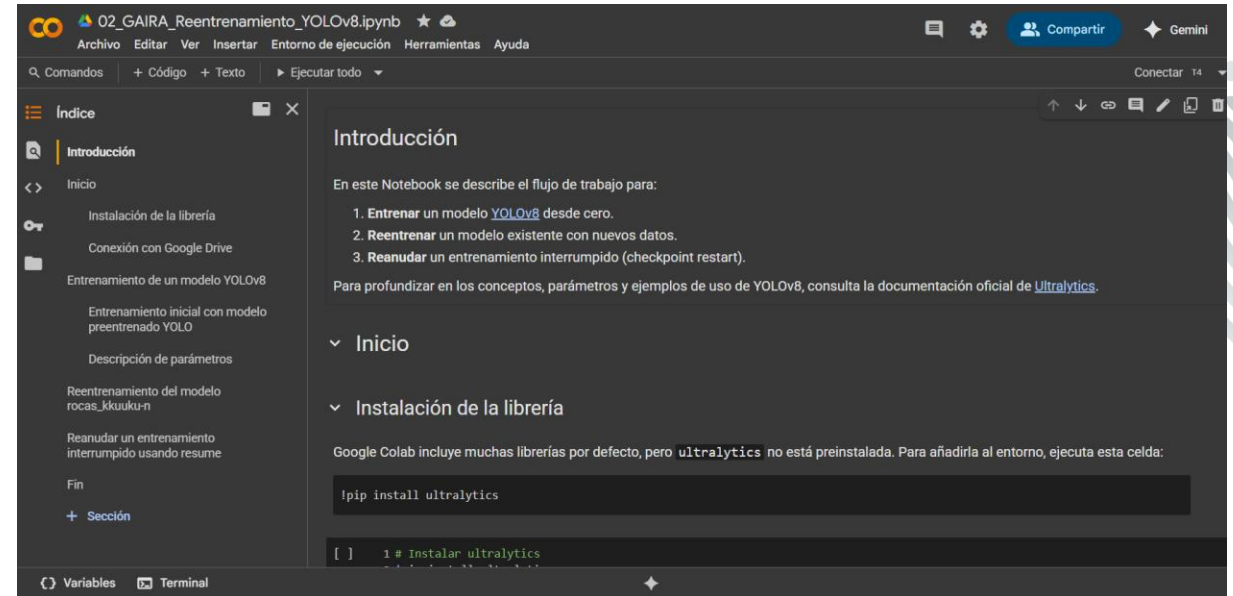 02_GAIRA_Reentrenamiento_YOLOv8.ipynb
Archivo Editar Ver Insertar Entorno de ejecución Herramientas Ayuda
Compartir
Gemini
Comandos + Código + Texto Ejecutar todo
Conectar T4
Índice
Introducción
Inicio
Instalación de la librería
Conexión con Google Drive
Entrenamiento de un modelo YOLOv8
Entrenamiento inicial con modelo
preentrenado YOLO
Descripción de parámetros
Reentrenamiento del modelo
rocas_kkuuku-n
Reanudar un entrenamiento
interrumpido usando resume
Fin
+ Sección
Introducción
En este Notebook se describe el flujo de trabajo para:
1. Entrenar un modelo YOLOv8 desde cero.
2. Reentrenar un modelo existente con nuevos datos.
3. Reanudar un entrenamiento interrumpido (checkpoint restart).
Para profundizar en los conceptos, parámetros y ejemplos de uso de YOLOv8, consulta la documentación oficial de Ultralytics.
Inicio
Instalación de la librería
Google Colab incluye muchas librerías por defecto, pero ultralytics no está preinstalada. Para añadirla al entorno, ejecuta esta celda:
!pip install ultralytics
[ ] 1 # Instalar ultralytics
Variables Terminal